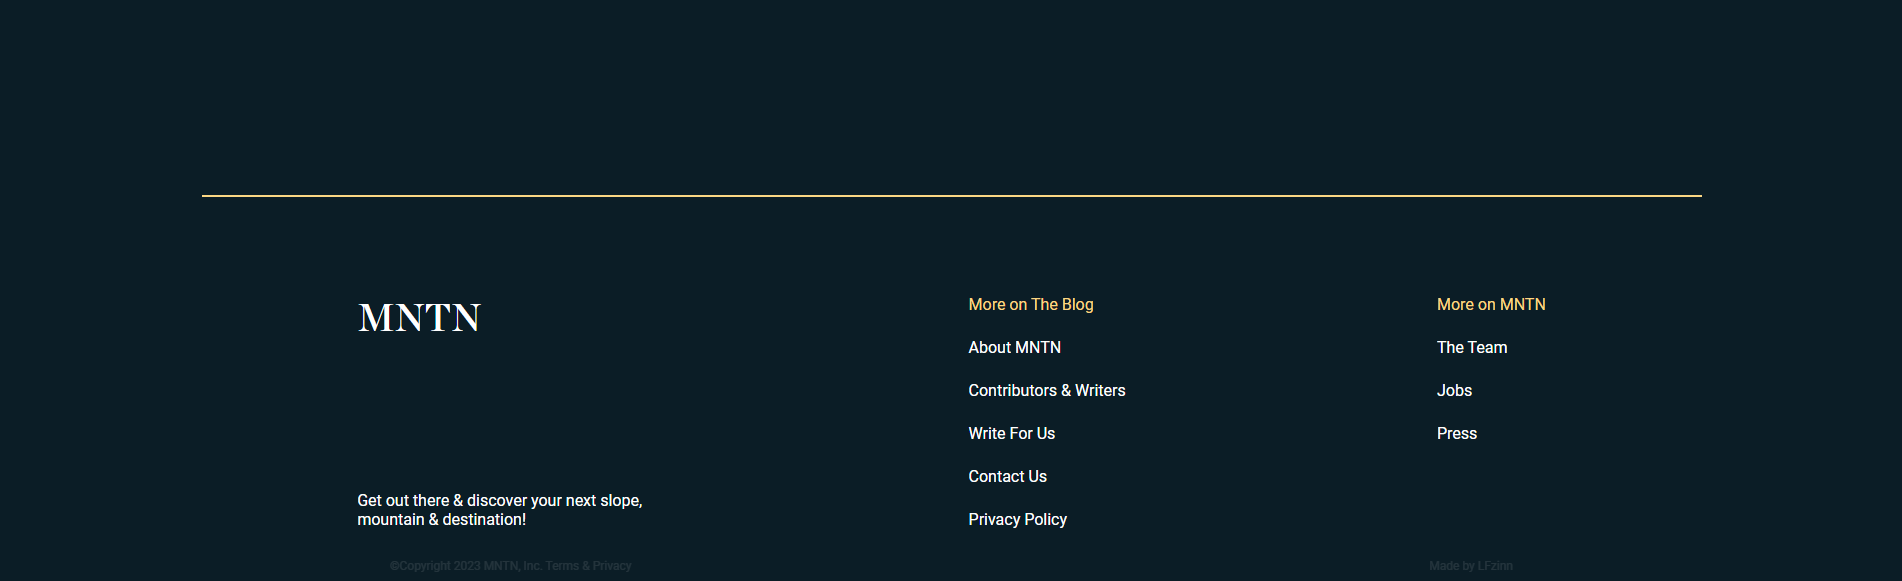 MNTN
Get out there & discover your next slope,
mountain & destination!
More on The Blog
About MNTN
Contributors & Writers
Write For Us
Contact Us
Privacy Policy
More on MNTN
The Team
Jobs
Press
©Copyright 2023 MNTN, Inc. Terms & Privacy
Made by LFzinn